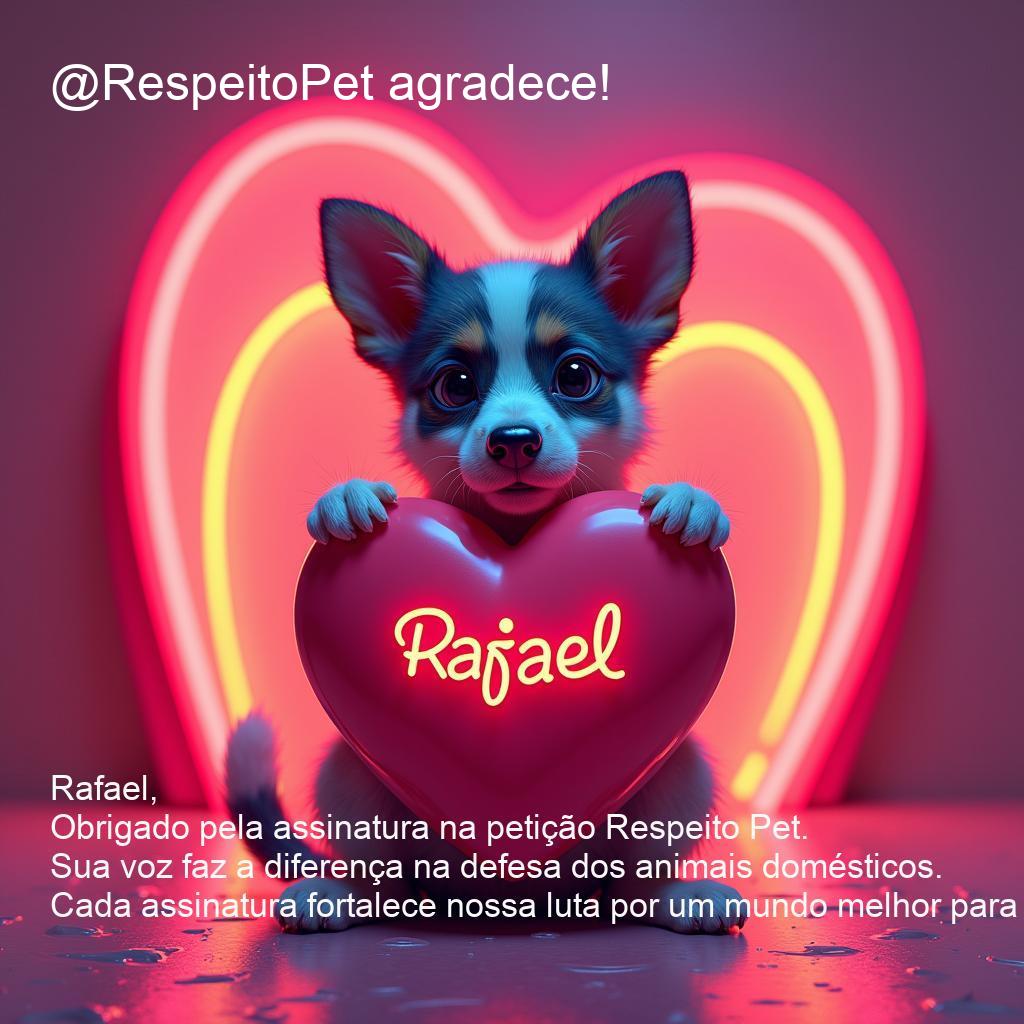 @RespeitoPet agradece!
Rafael
Rafael,
Obrigado pela assinatura na petição Respeito Pet.
Sua voz faz a diferença na defesa dos animais domésticos.
Cada assinatura fortalece nossa luta por um mundo melhor para